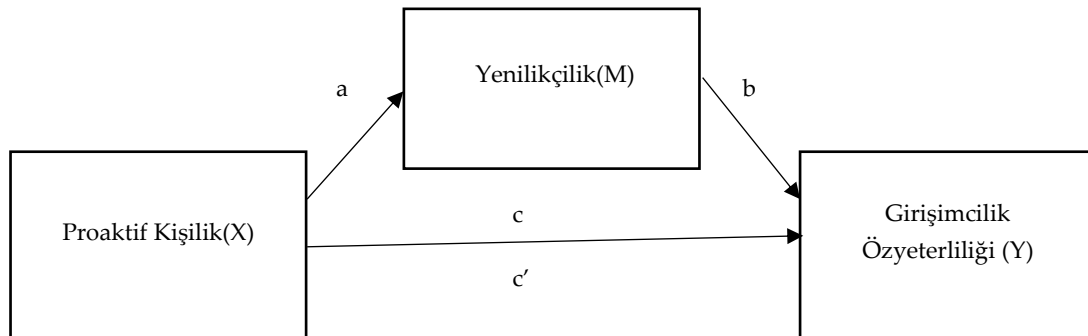 Yenilikçilik(M)
a
b
Proaktif Kişilik(X)
c
c’
Girişimcilik
Özyeterliliği (Y)